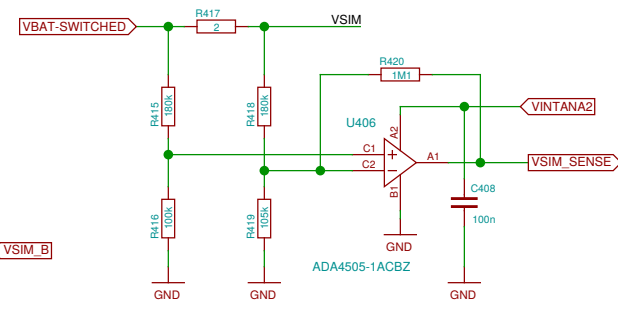 R417
VBAT-SWITCHED
2
VSIM
R420
1M1
R415
180k
R418
180k
U406
VINTANA2
A2
C1
C2
A1
B1
VSIM_SENSE
C408
100n
R416
100k
R419
105k
VSIM_B
GND
ADA4505-1ACBZ
GND
GND
GND